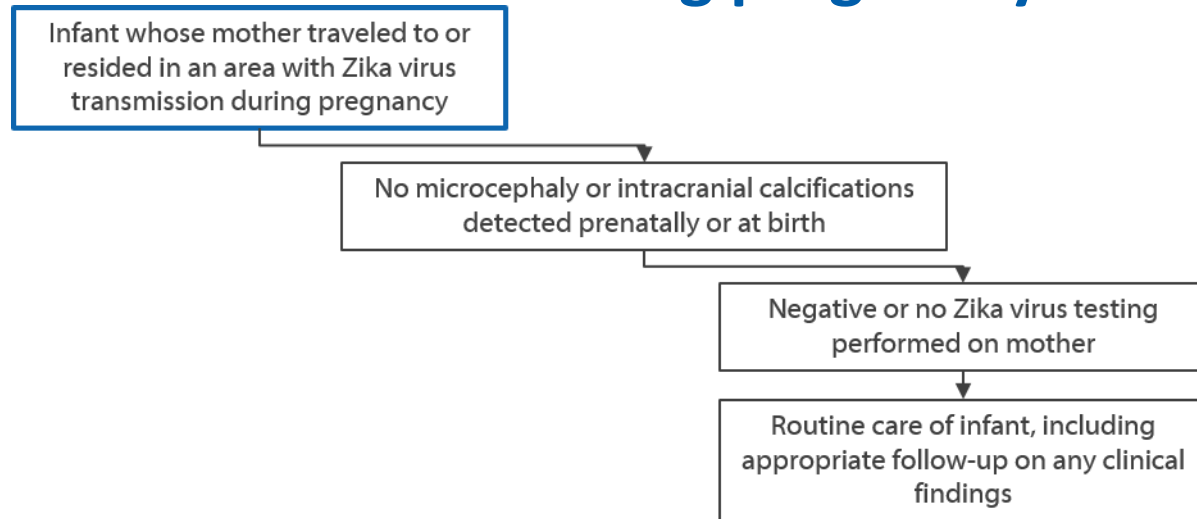 Infant whose mother traveled to or
resided in an area with Zika virus
transmission during pregnancy
No microcephaly or intracranial calcifications
detected prenatally or at birth
Negative or no Zika virus testing
performed on mother
Routine care of infant, including
appropriate follow-up on any clinical
findings